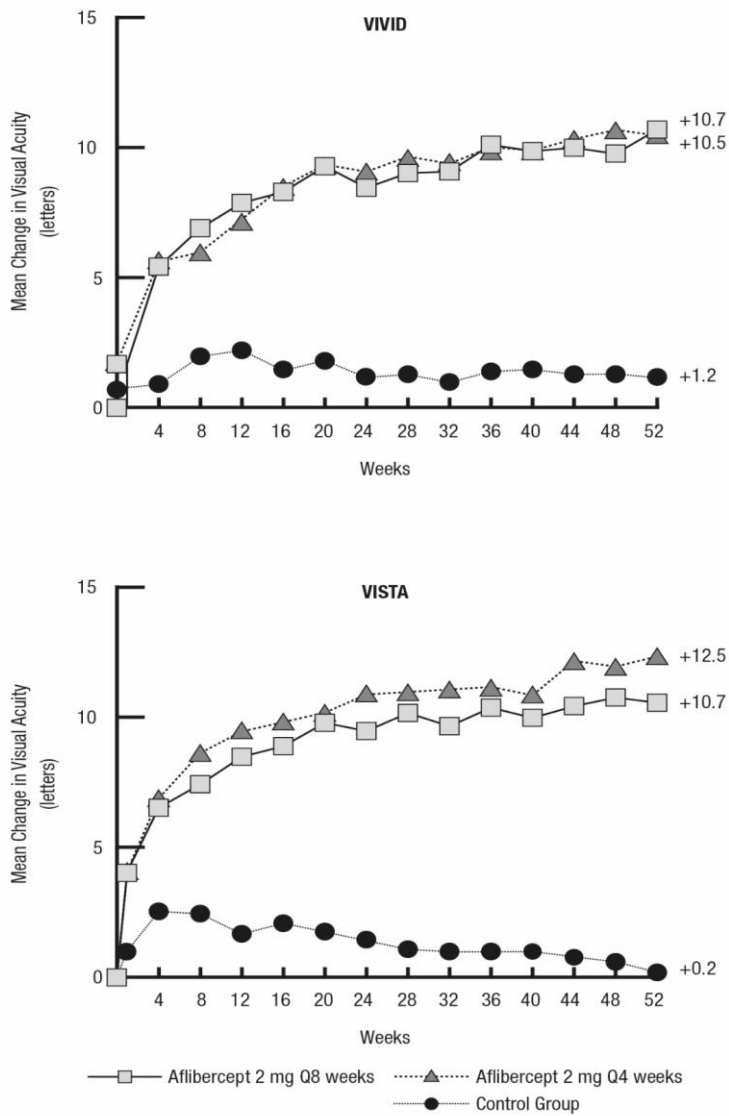 VIVID
Mean Change in Visual Acuity
(letters)
15
10
5
0
+10.7
+10.5
+1.2
4 8 12 16 20 24 28 32 36 40 44 48 52
Weeks
VISTA
Mean Change in Visual Acuity
(letters)
15
10
5
0
+12.5
+10.7
+0.2
4 8 12 16 20 24 28 32 36 40 44 48 52
Weeks
Aflibercept 2 mg Q8 weeks Aflibercept 2 mg Q4 weeks
Control Group